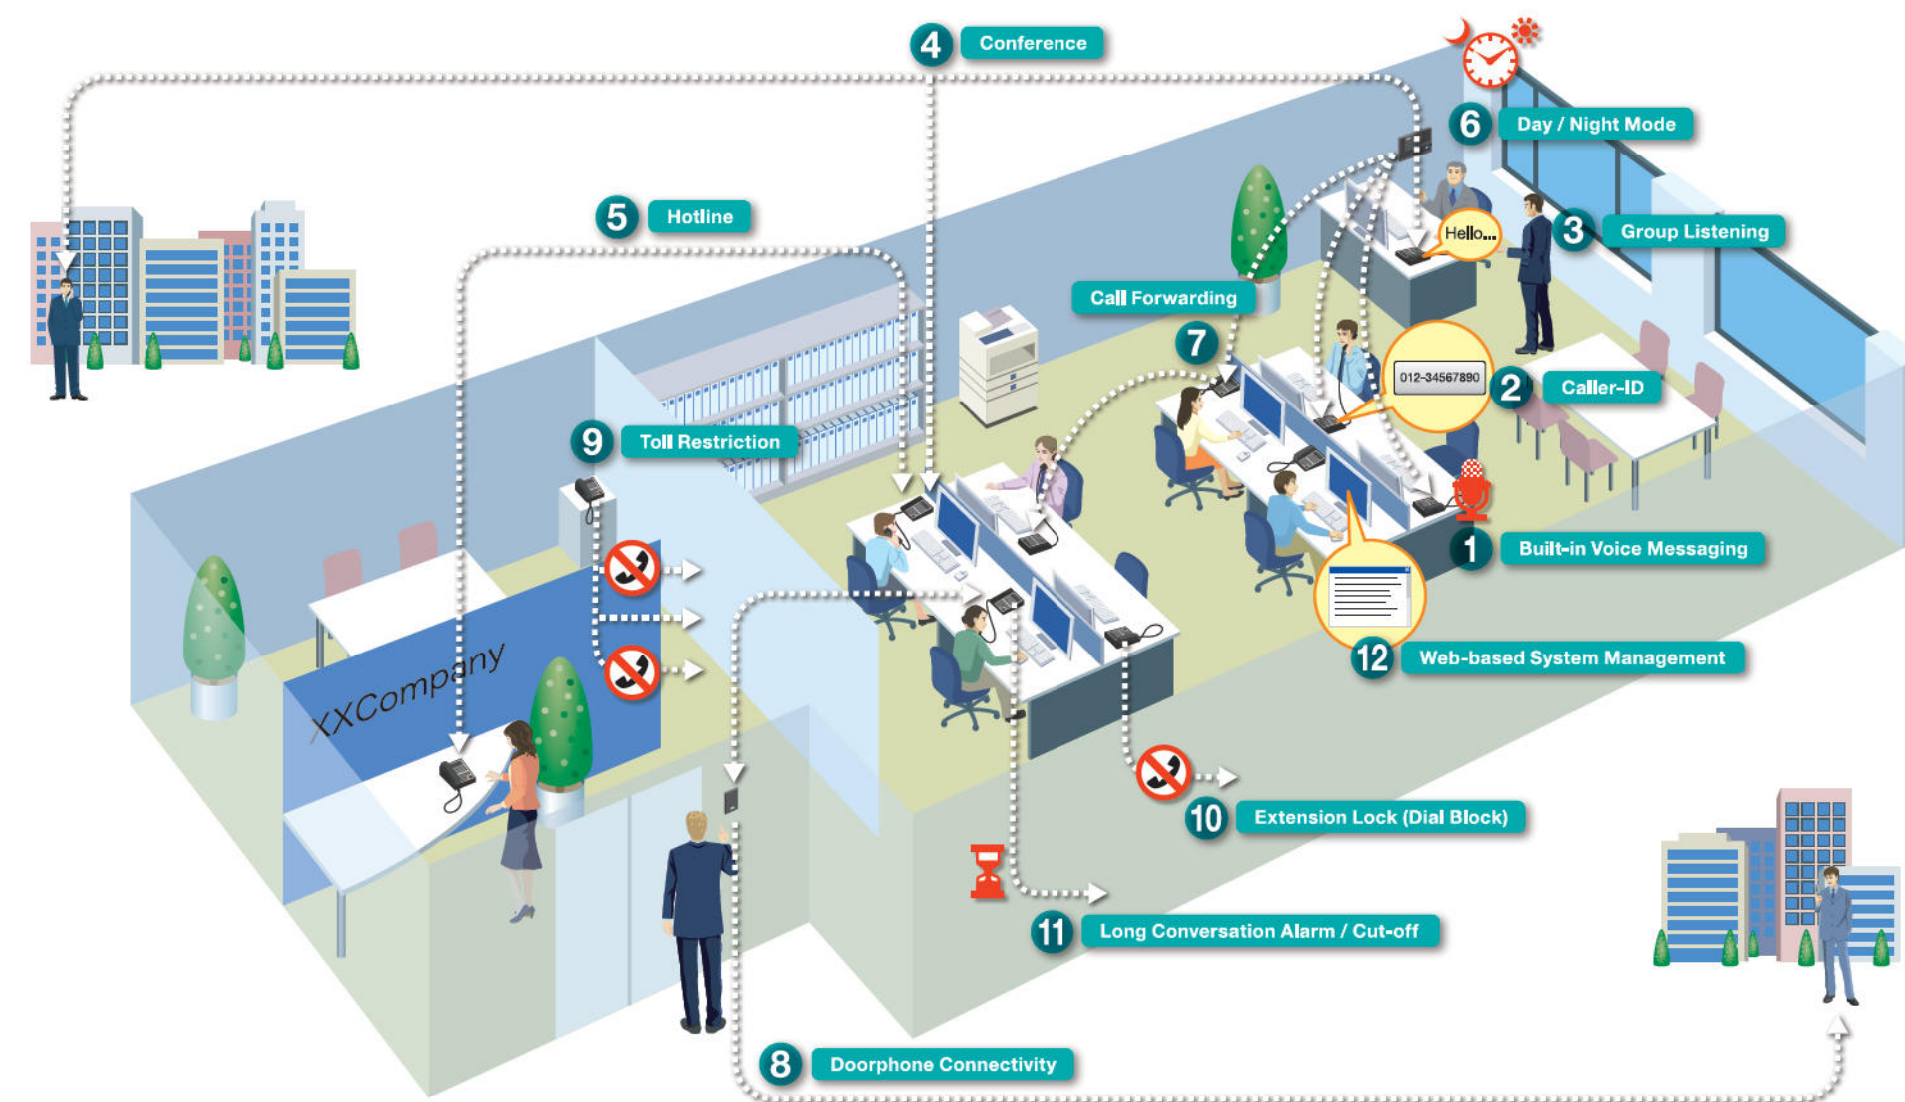 4 Conference
6 Day / Night Mode
5 Hotline
3 Group Listening
Hello...
Call Forwarding
7
012-34567890
2 Caller-ID
9 Toll Restriction
1 Built-in Voice Messaging
12 Web-based System Management
XXCompany
10 Extension Lock (Dial Block)
11 Long Conversation Alarm / Cut-off
8 Doorphone Connectivity